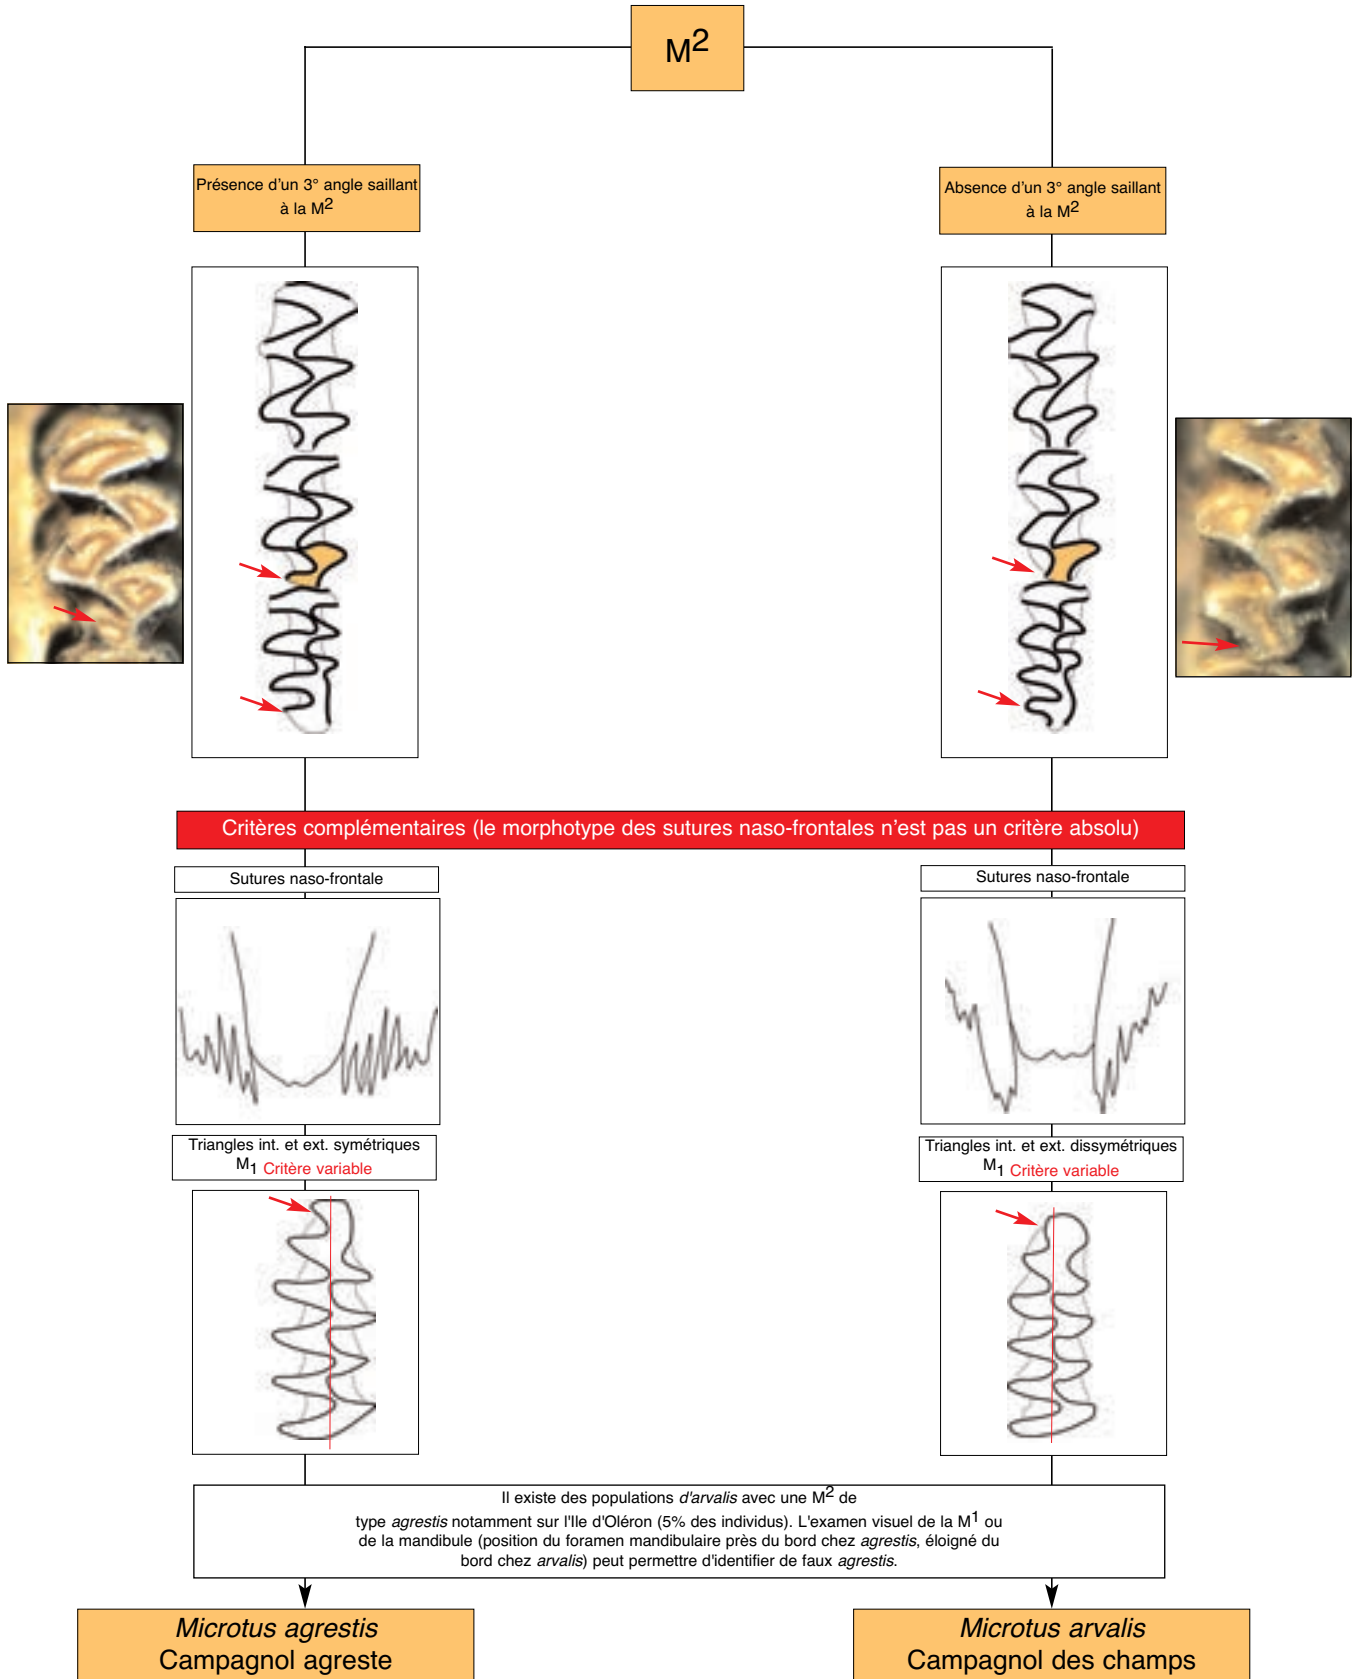 M2
Présence d'un 3° angle saillant
à la M2
Absence d'un 3° angle saillant
à la M2
Critères complémentaires (le morphotype des sutures naso-frontales n'est pas un critère absolu)
Sutures naso-frontale
Sutures naso-frontale
Triangles int. et ext. symétriques
M1 Critère variable
Triangles int. et ext. dissymétriques
M1 Critère variable
Il existe des populations d'arvalis avec une M2 de
type agrestis notamment sur l'Ile d'Oléron (5% des individus). L'examen visuel de la M1 ou
de la mandibule (position du foramen mandibulaire près du bord chez agrestis, éloigné du
bord chez arvalis) peut permettre d'identifier de faux agrestis.
Microtus agrestis
Campagnol agreste
Microtus arvalis
Campagnol des champs